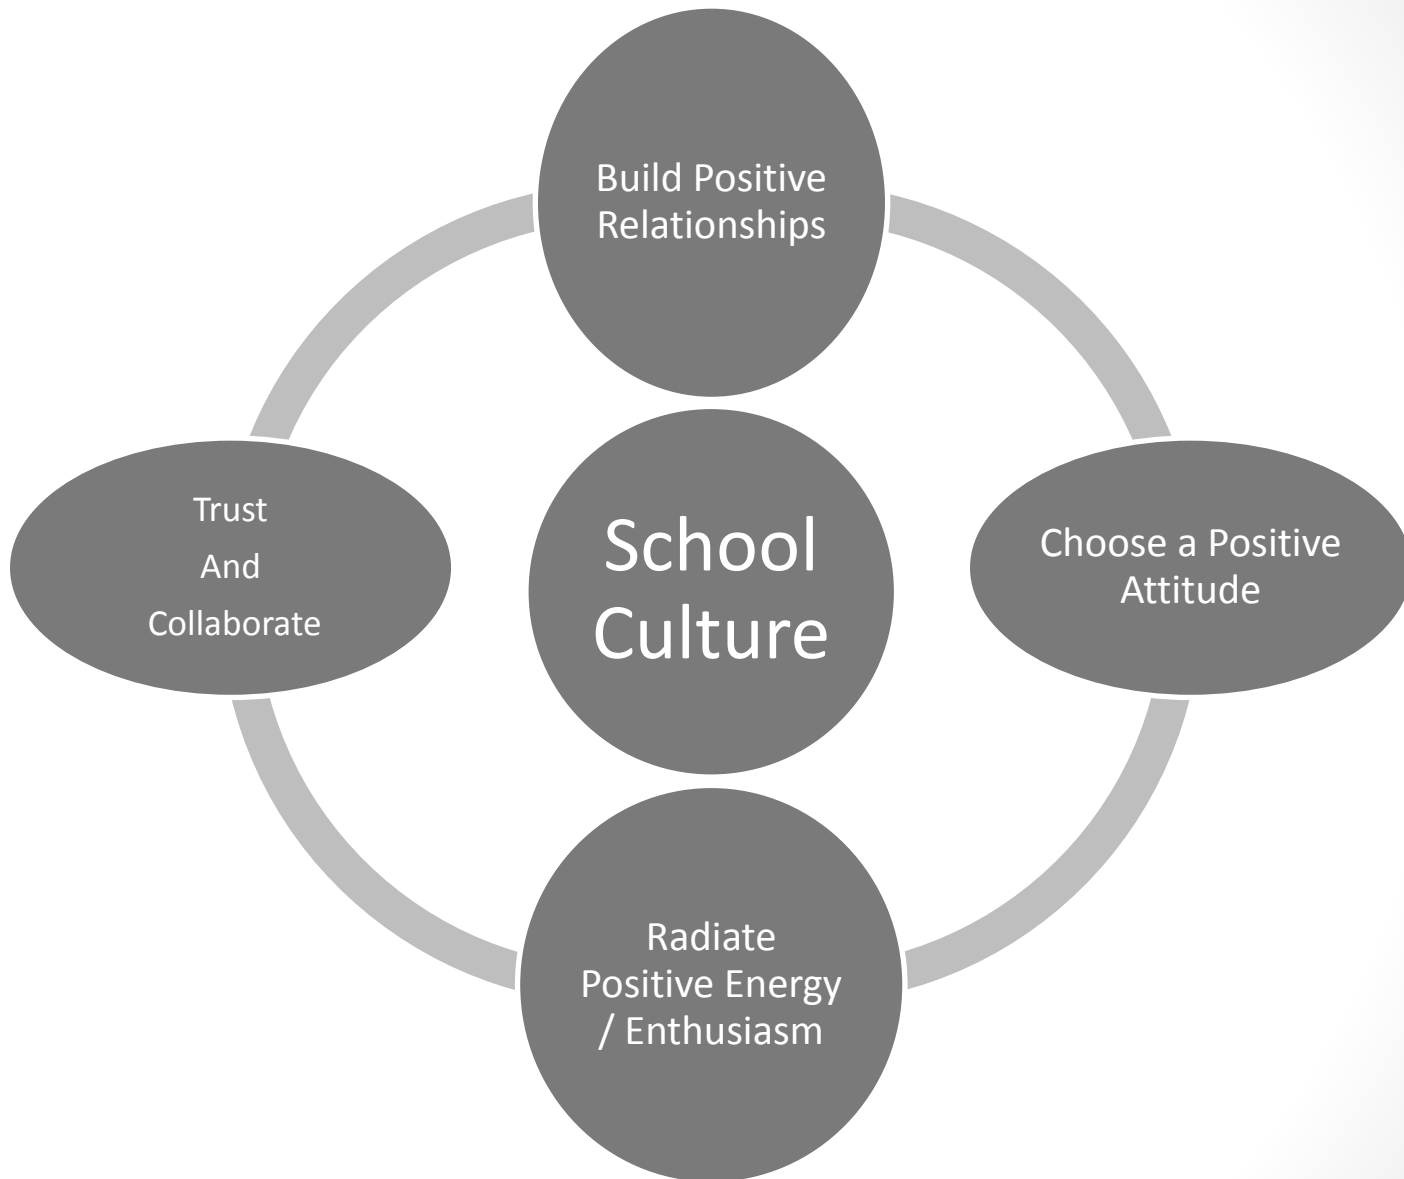 Build Positive
Relationships
Trust
And
Collaborate
School
Culture
Choose a Positive
Attitude
Radiate
Positive Energy
/ Enthusiasm